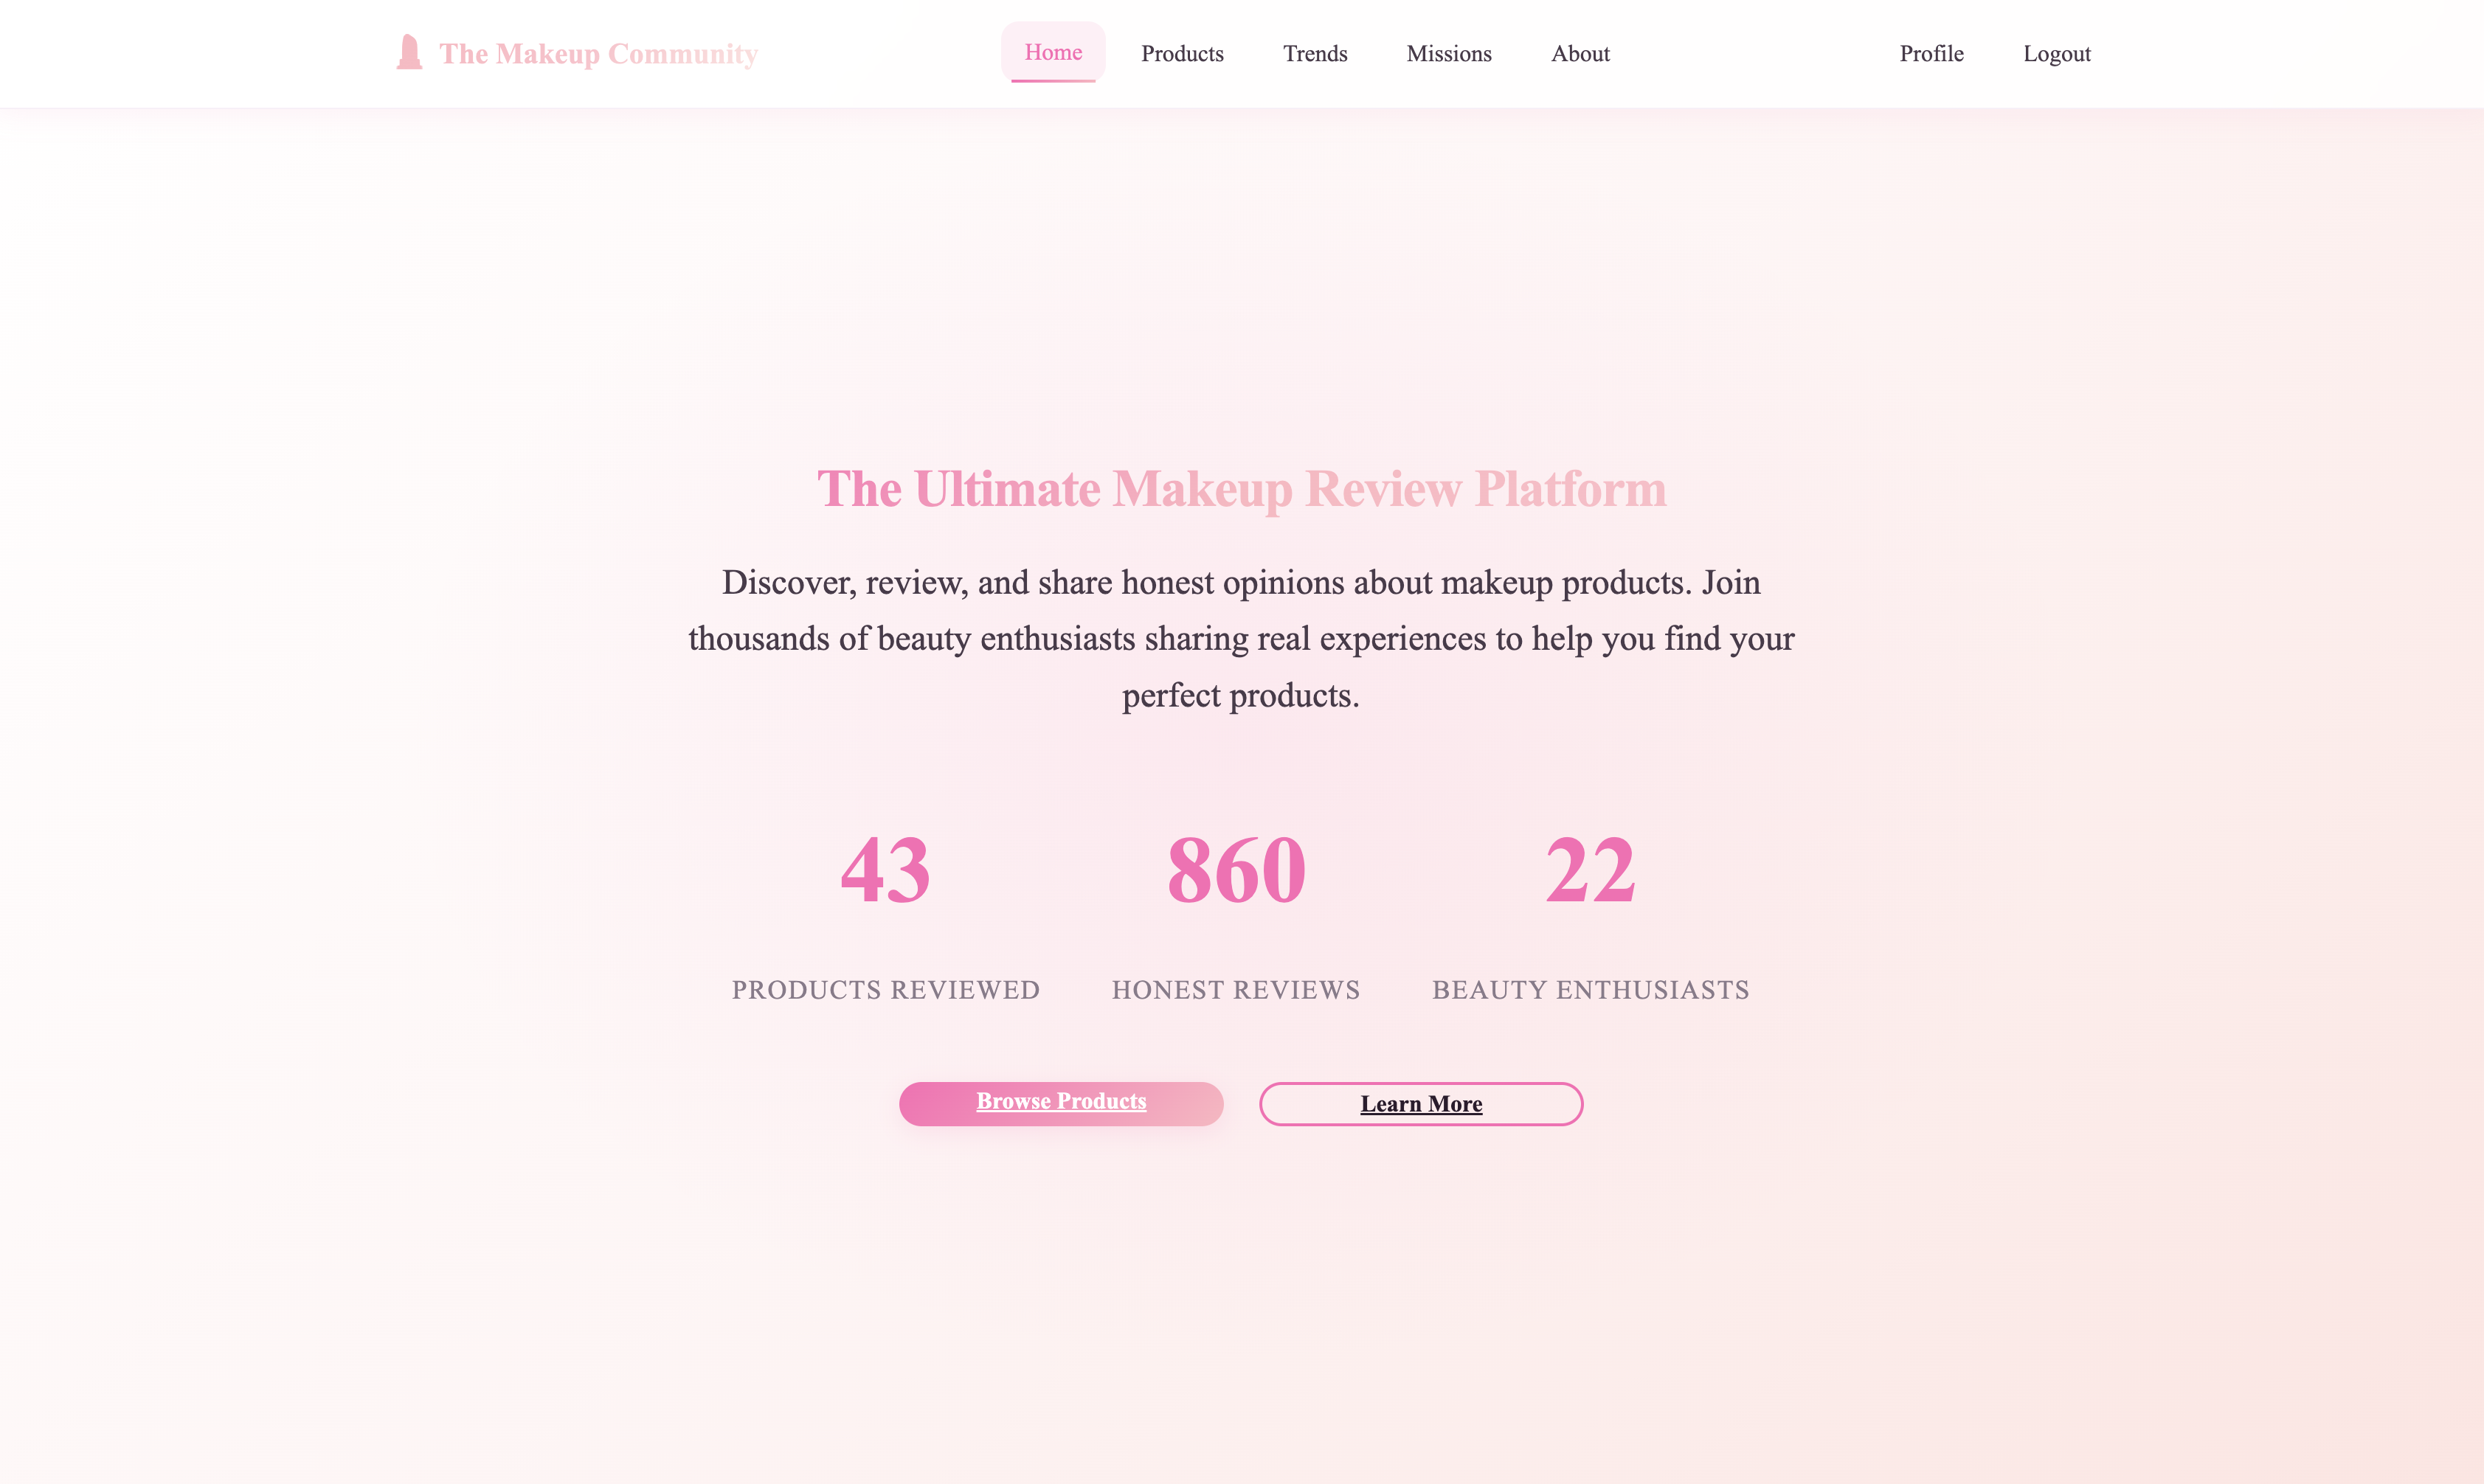 The Makeup Community
Home
Products
Trends
Missions
About
Profile
Logout
The Ultimate Makeup Review Platform
Discover, review, and share honest opinions about makeup products. Join
thousands of beauty enthusiasts sharing real experiences to help you find your
perfect products.
43
860
22
PRODUCTS REVIEWED
HONEST REVIEWS
BEAUTY ENTHUSIASTS
Browse Products
Learn More